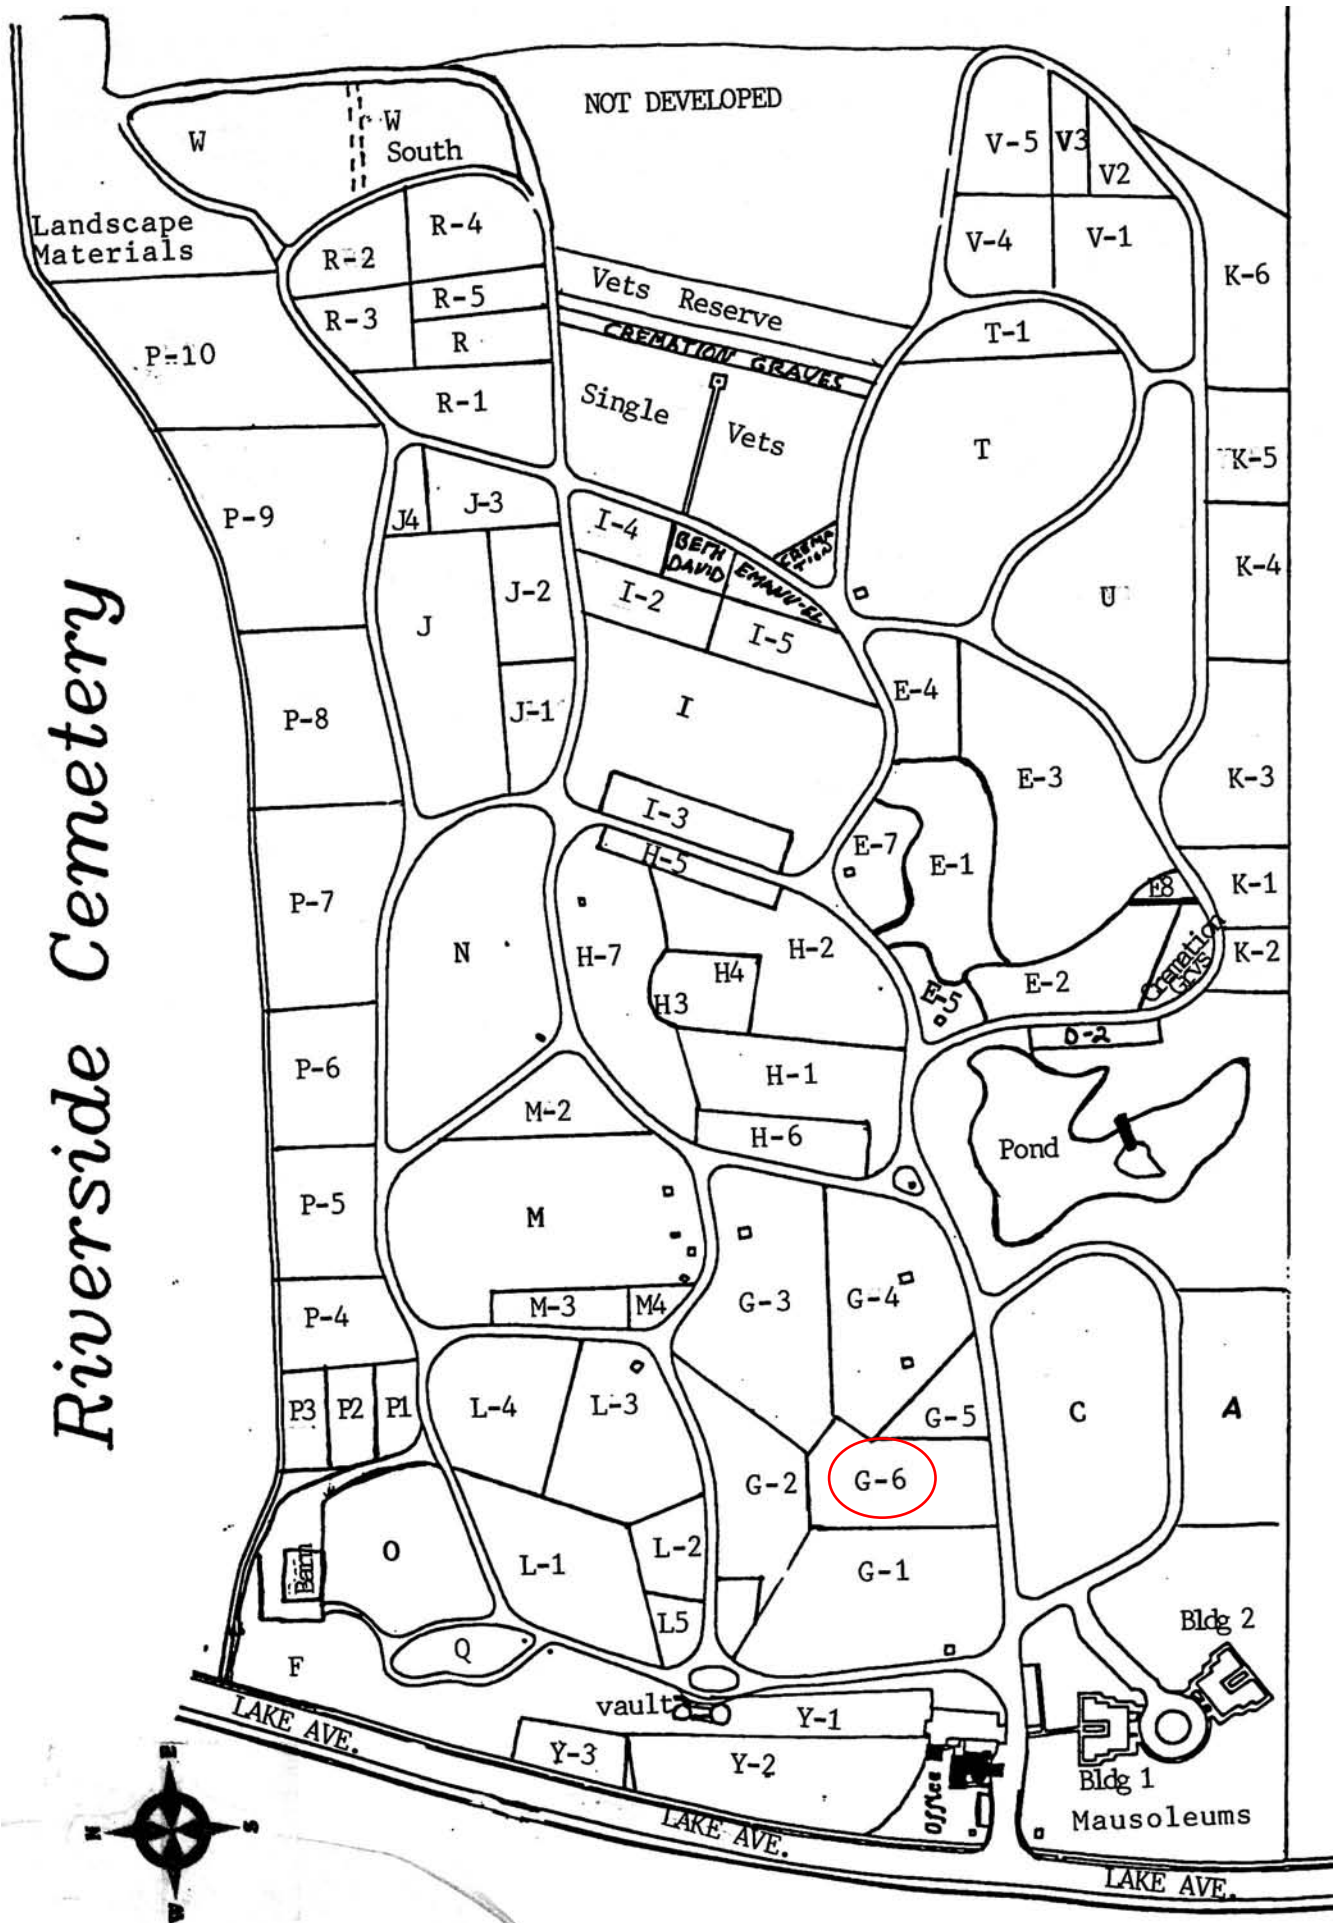 NOT DEVELOPED
W
W
South
V-5
V3
V2
Landscape
Materials
R-2
R-4
V-4
V-1
K-6
R-3
R-5
R
Vets Reserve
T-1
P-10
CREMATION GRAVES
R-1
Single
Vets
T
K-5
P-9
J4
J-3
I-4
BETH
DAVID
EMANU-EL
CREMA
TION
K-4
J
J-2
I-2
I-5
U
P-8
J-1
I
E-4
E-3
K-3
I-3
H-5
E-7
E-1
E8
K-1
P-7
N
H-7
H-2
H4
H3
E-5
E-2
Cremation
Grvs
K-2
D-2
P-6
H-1
M-2
H-6
Pond
P-5
M
P-4
M-3
M4
G-3
G-4
P3
P2
P1
L-4
L-3
G-5
C
A
G-2
G-6
Barn
O
L-1
L-2
G-1
L5
Q
F
Bldg 2
vault
Y-1
LAKE AVE.
Y-3
Y-2
Office
Bldg 1
Mausoleums
LAKE AVE.
LAKE AVE.
E
N
S
W
Riverside Cemetery